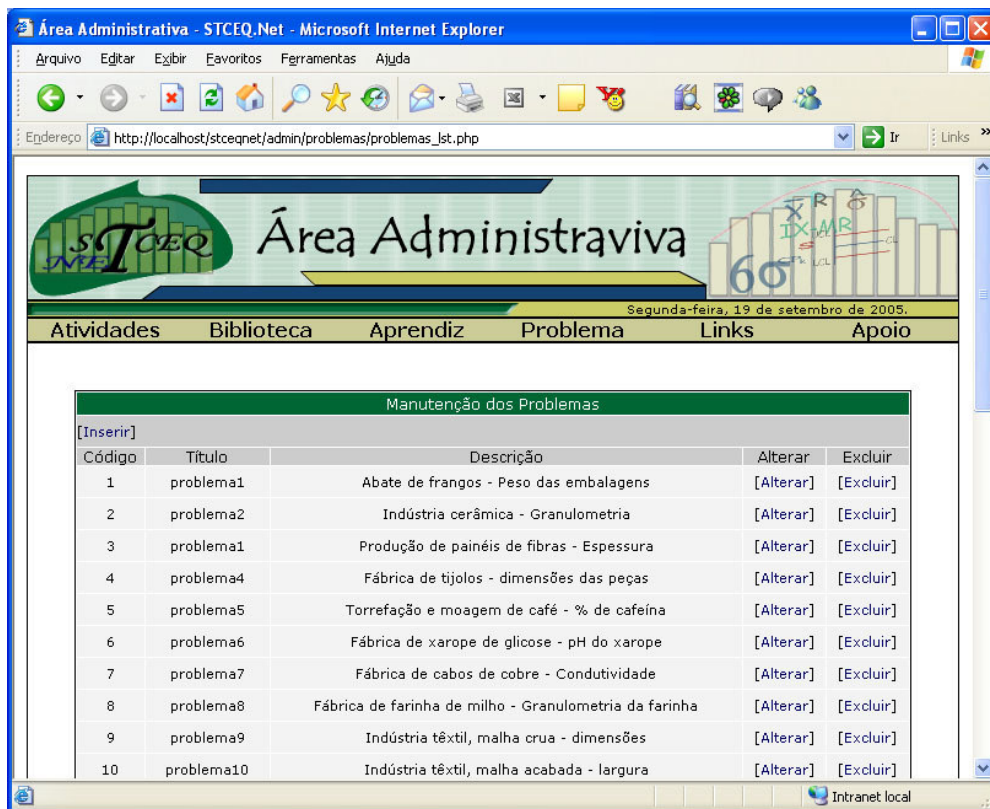 Área Administrativa - STCEQ.Net - Microsoft Internet Explorer
Arquivo Editar Exibir Favoritos Ferramentas Ajuda
Endereço http://localhost/stceqnet/admin/problemas/problemas_lst.php Ir Links »
STCEQ
NET
Área Administraviva
X R σ
IX-MR
CL
LCL
6σ
Segunda-feira, 19 de setembro de 2005.
Atividades Biblioteca Aprendiz Problema Links Apoio
Manutenção dos Problemas
[Inserir]
Código Título Descrição Alterar Excluir
1 problema1 Abate de frangos - Peso das embalagens [Alterar] [Excluir]
2 problema2 Indústria cerâmica - Granulometria [Alterar] [Excluir]
3 problema1 Produção de painéis de fibras - Espessura [Alterar] [Excluir]
4 problema4 Fábrica de tijolos - dimensões das peças [Alterar] [Excluir]
5 problema5 Torrefação e moagem de café - % de cafeína [Alterar] [Excluir]
6 problema6 Fábrica de xarope de glicose - pH do xarope [Alterar] [Excluir]
7 problema7 Fábrica de cabos de cobre - Condutividade [Alterar] [Excluir]
8 problema8 Fábrica de farinha de milho - Granulometria da farinha [Alterar] [Excluir]
9 problema9 Indústria têxtil, malha crua - dimensões [Alterar] [Excluir]
10 problema10 Indústria têxtil, malha acabada - largura [Alterar] [Excluir]
Intranet local